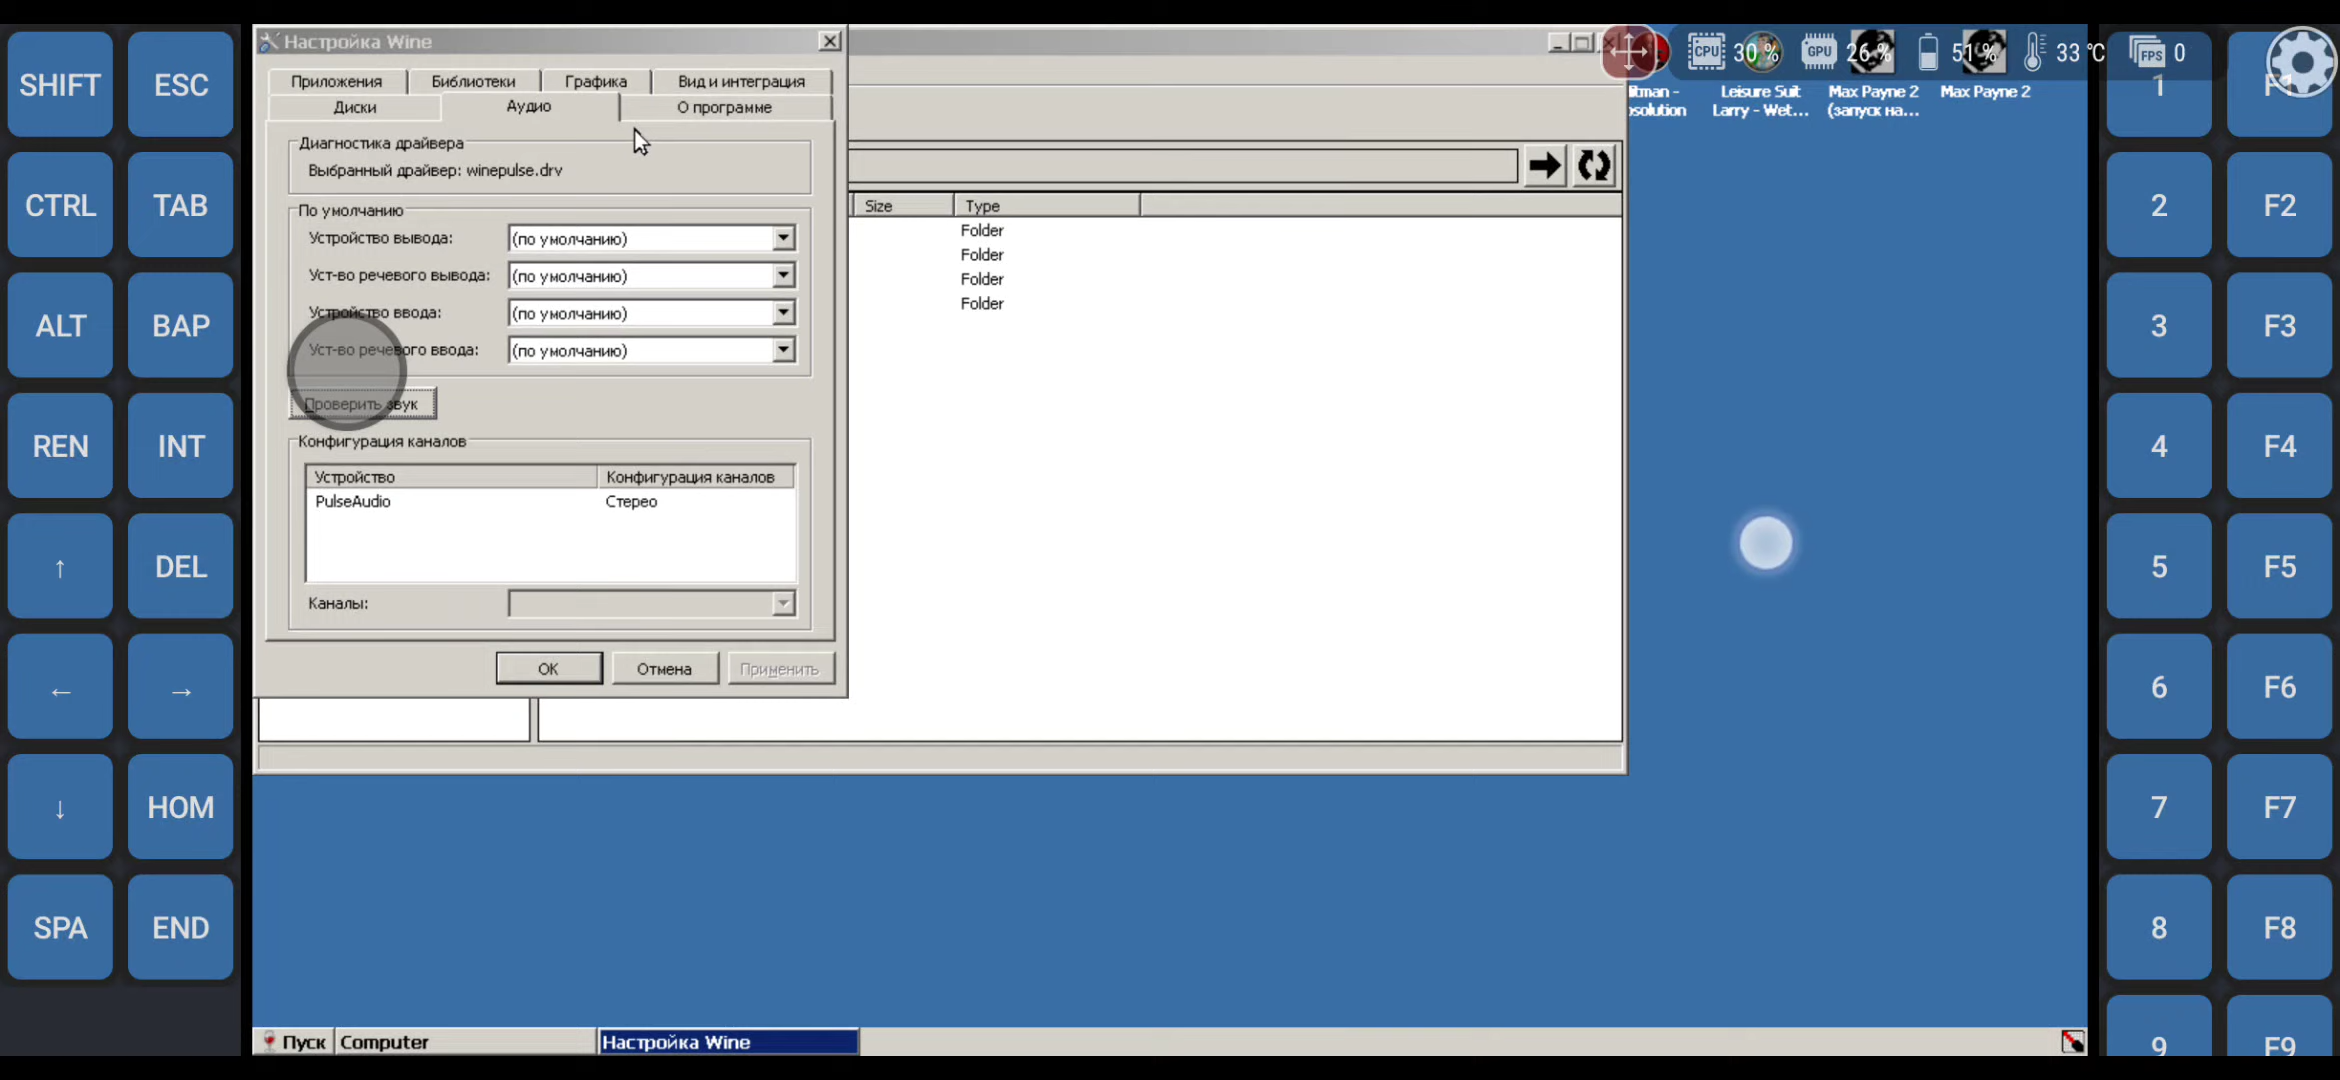 SHIFT
ESC
CTRL
TAB
ALT
BAP
REN
INT
↑
DEL
←
→
↓
HOM
SPA
END
Настройка Wine
Приложения
Библиотеки
Графика
Вид и интеграция
Диски
Аудио
О программе
Диагностика драйвера
Выбранный драйвер: winepulse.drv
По умолчанию
Устройство вывода:
(по умолчанию)
Уст-во речевого вывода:
(по умолчанию)
Устройство ввода:
(по умолчанию)
Уст-во речевого ввода:
(по умолчанию)
Проверить звук
Конфигурация каналов
Устройство
Конфигурация каналов
PulseAudio
Стерео
Каналы:
OK
Отмена
Применить
Size
Type
Folder
Folder
Folder
Folder
CPU
30 %
GPU
26 %
51 %
33 °C
FPS
0
Leisure Suit
Larry - Wet...
Max Payne 2
(запуск на...
Max Payne 2
Пуск
Computer
Настройка Wine
1
F1
2
F2
3
F3
4
F4
5
F5
6
F6
7
F7
8
F8
9
F9